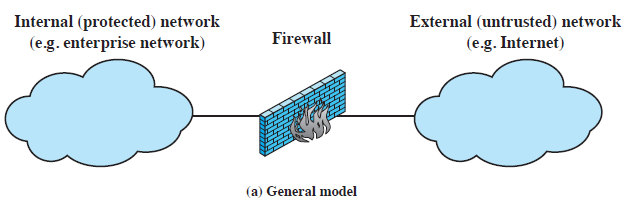 Internal (protected) network
(e.g. enterprise network)
Firewall
External (untrusted) network
(e.g. Internet)
(a) General model